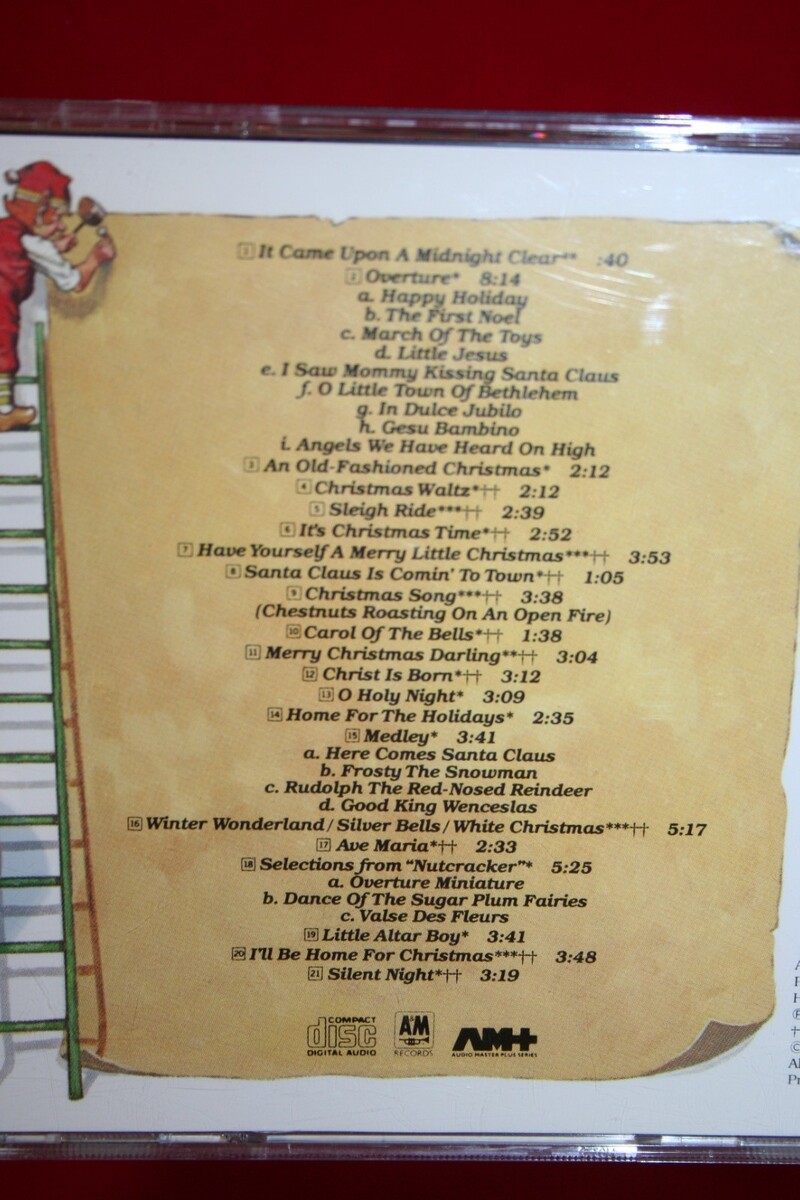 1 It Came Upon A Midnight Clear** :40
2 Overture* 8:14
a. Happy Holiday
b. The First Noel
c. March Of The Toys
d. Little Jesus
e. I Saw Mommy Kissing Santa Claus
f. O Little Town Of Bethlehem
g. In Dulce Jubilo
h. Gesu Bambino
i. Angels We Have Heard On High
3 An Old-Fashioned Christmas* 2:12
4 Christmas Waltz*†† 2:12
5 Sleigh Ride***†† 2:39
6 It's Christmas Time*†† 2:52
7 Have Yourself A Merry Little Christmas***†† 3:53
8 Santa Claus Is Comin' To Town*†† 1:05
9 Christmas Song***†† 3:38
(Chestnuts Roasting On An Open Fire)
10 Carol Of The Bells*†† 1:38
11 Merry Christmas Darling**†† 3:04
12 Christ Is Born*†† 3:12
13 O Holy Night* 3:09
14 Home For The Holidays* 2:35
15 Medley* 3:41
a. Here Comes Santa Claus
b. Frosty The Snowman
c. Rudolph The Red-Nosed Reindeer
d. Good King Wenceslas
16 Winter Wonderland / Silver Bells / White Christmas***†† 5:17
17 Ave Maria*†† 2:33
18 Selections from "Nutcracker"* 5:25
a. Overture Miniature
b. Dance Of The Sugar Plum Fairies
c. Valse Des Fleurs
19 Little Altar Boy* 3:41
20 I'll Be Home For Christmas***†† 3:48
21 Silent Night*†† 3:19
COMPACT disc DIGITAL AUDIO
A&M RECORDS
AM+ AUDIO MASTER PLUS SERIES